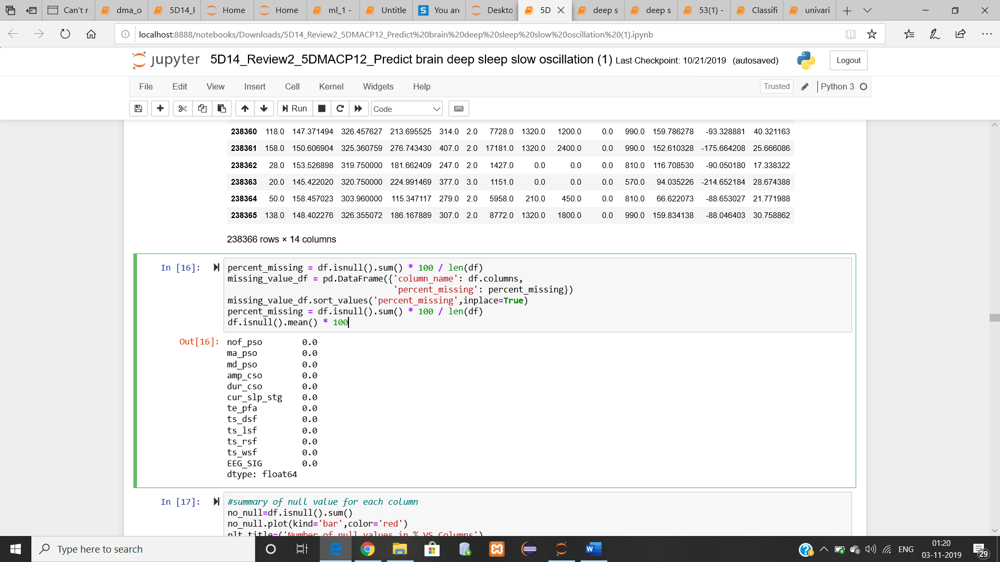 Can't r
dma_o
5D14_F
Home
Home
ml_1 -
Untitle
S You are
Deskto
5D
deep s
deep s
53(1) -
Classifi
univari
localhost:8888/notebooks/Downloads/5D14_Review2_5DMACP12_Predict%20brain%20deep%20sleep%20slow%20oscillation%20(1).ipynb
jupyter 5D14_Review2_5DMACP12_Predict brain deep sleep slow oscillation (1) Last Checkpoint: 10/21/2019 (autosaved)
Logout
File Edit View Insert Cell Kernel Widgets Help
Trusted Python 3
Run Code
238360 118.0 147.371494 326.457627 213.695525 314.0 2.0 7728.0 1320.0 1200.0 0.0 990.0 159.786278 -93.328881 40.321163
238361 158.0 150.606904 325.360759 276.743430 407.0 2.0 17181.0 1320.0 2400.0 0.0 990.0 152.610328 -175.664208 25.666086
238362 28.0 153.526898 319.750000 181.662409 247.0 2.0 1427.0 0.0 0.0 0.0 810.0 116.708530 -90.050180 17.338322
238363 20.0 145.422020 320.750000 224.991469 377.0 3.0 1151.0 0.0 0.0 0.0 570.0 94.035226 -214.652184 28.674388
238364 50.0 158.457023 303.960000 115.347117 279.0 2.0 5958.0 210.0 450.0 0.0 810.0 66.622073 -88.653027 21.771988
238365 138.0 148.402276 326.355072 186.167889 307.0 2.0 8772.0 1320.0 1800.0 0.0 990.0 159.834138 -88.046403 30.758862
238366 rows × 14 columns
In [16]: percent_missing = df.isnull().sum() * 100 / len(df)
missing_value_df = pd.DataFrame({'column_name': df.columns,
'percent_missing': percent_missing})
missing_value_df.sort_values('percent_missing',inplace=True)
percent_missing = df.isnull().sum() * 100 / len(df)
df.isnull().mean() * 100
Out[16]: nof_pso 0.0
ma_pso 0.0
md_pso 0.0
amp_cso 0.0
dur_cso 0.0
cur_slp_stg 0.0
te_pfa 0.0
ts_dsf 0.0
ts_lsf 0.0
ts_rsf 0.0
ts_wsf 0.0
EEG_SIG 0.0
dtype: float64
In [17]: #summary of null value for each column
no_null=df.isnull().sum()
no_null.plot(kind='bar',color='red')
plt.title=('Number of null values in % VS Columns')
Type here to search
W
ENG
01:20
03-11-2019
29